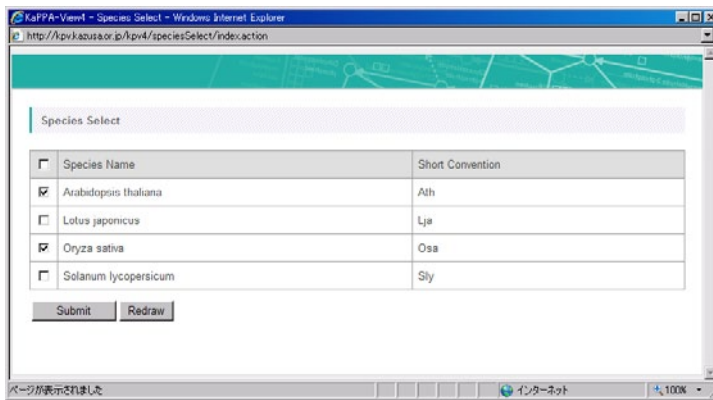 KaPPA-View4 - Species Select - Windows Internet Explorer
http://kpv.kazusa.or.jp/kpv4/speciesSelect/index.action
Species Select
Species Name Short Convention
Arabidopsis thaliana Ath
Lotus japonicus Lja
Oryza sativa Osa
Solanum lycopersicum Sly
Submit Redraw
ページが表示されました インターネット 100%